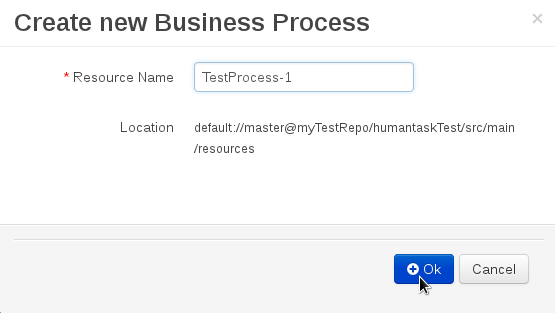 Create new Business Process
×
* Resource Name TestProcess-1
Location default://master@myTestRepo/humantaskTest/src/main
/resources
Ok Cancel